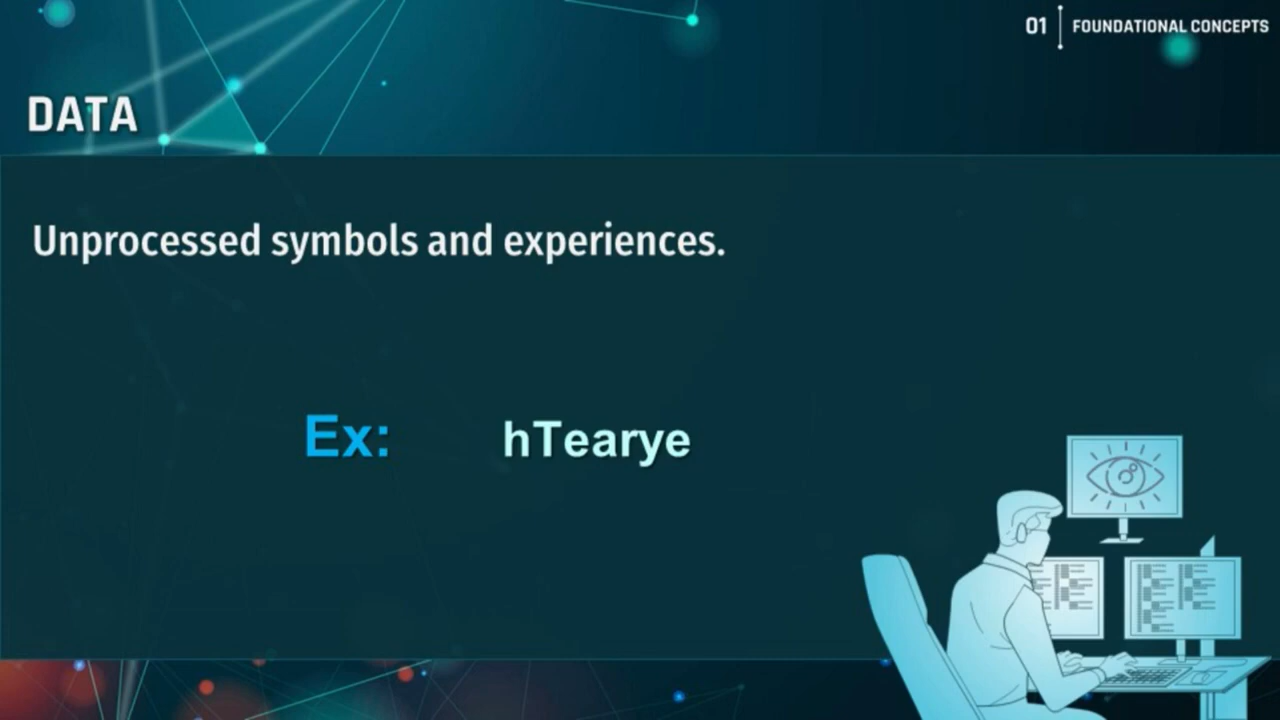 01 FOUNDATIONAL CONCEPTS
DATA
Unprocessed symbols and experiences.
Ex: hTearye